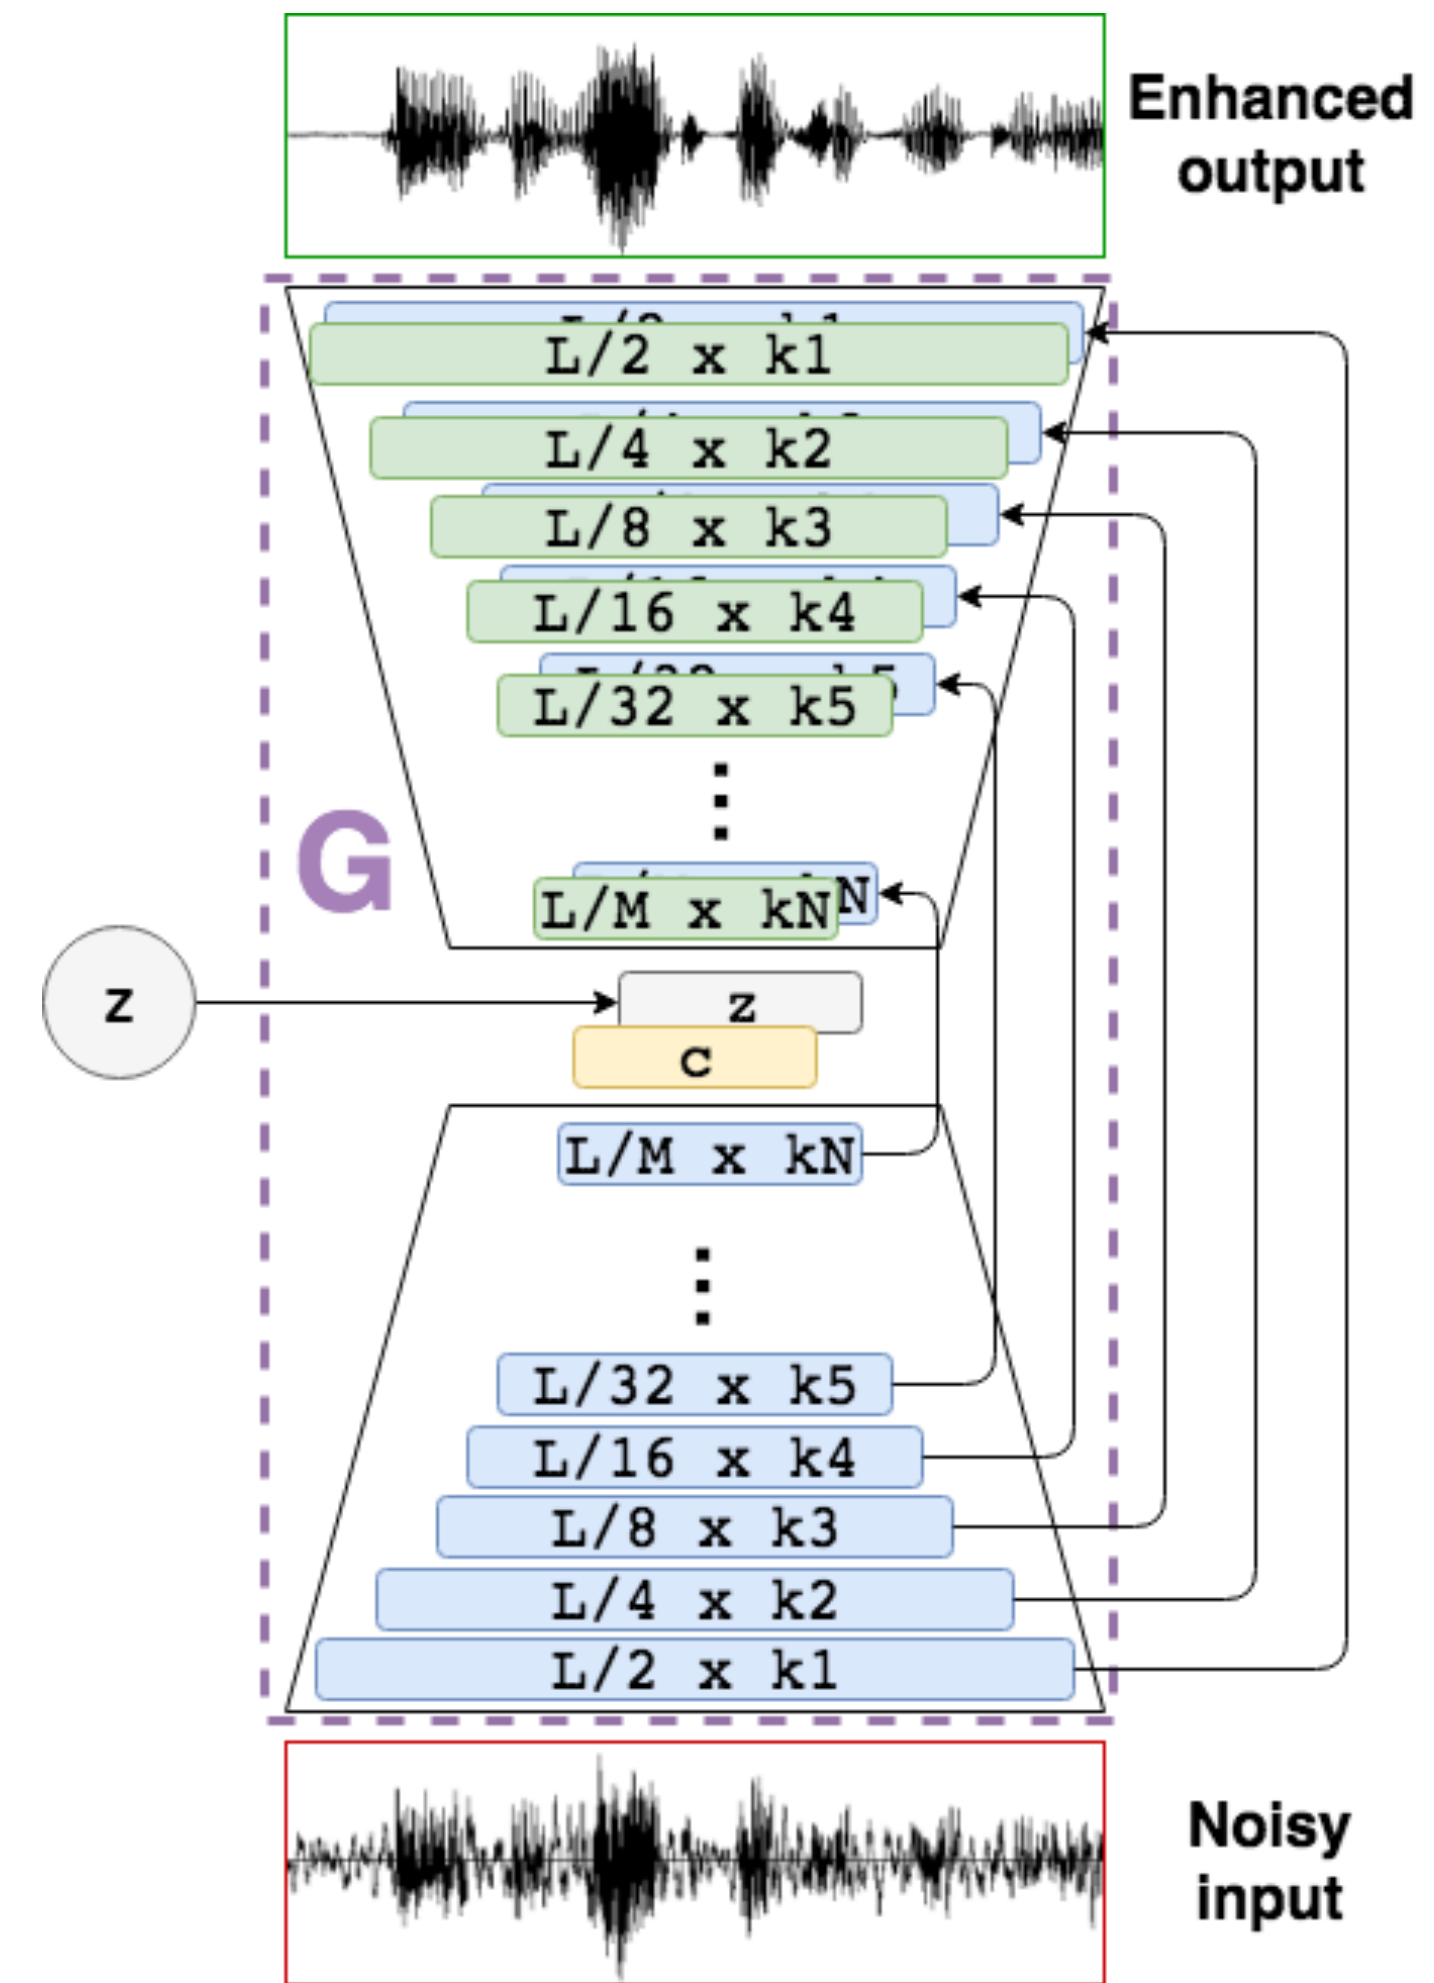 Enhanced
output
L/2 x k1
L/4 x k2
L/8 x k3
L/16 x k4
L/32 x k5
G
L/M x kN
N
z
z
c
L/M x kN
L/32 x k5
L/16 x k4
L/8 x k3
L/4 x k2
L/2 x k1
Noisy
input